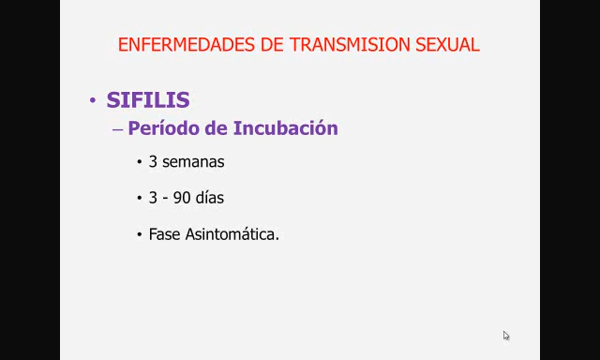 ENFERMEDADES DE TRANSMISION SEXUAL
• SIFILIS
– Período de Incubación
• 3 semanas
• 3 - 90 días
• Fase Asintomática.